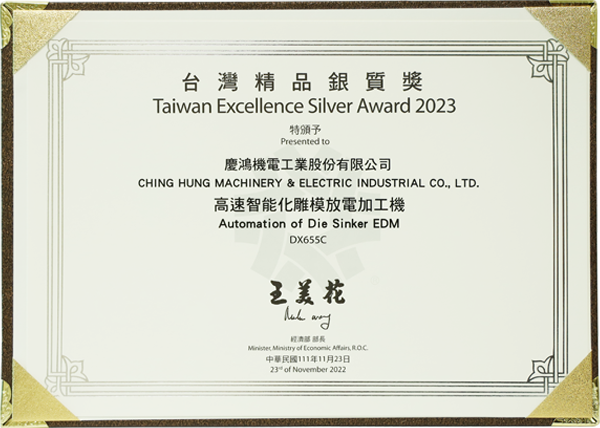 台灣精品銀質獎
Taiwan Excellence Silver Award 2023
特頒予
Presented to
慶鴻機電工業股份有限公司
CHING HUNG MACHINERY & ELECTRIC INDUSTRIAL CO., LTD.
高速智能化雕模放電加工機
Automation of Die Sinker EDM
DX655C
王美花
經濟部 部長
Minister, Ministry of Economic Affairs, R.O.C.
中華民國111年11月23日
23rd of November 2022